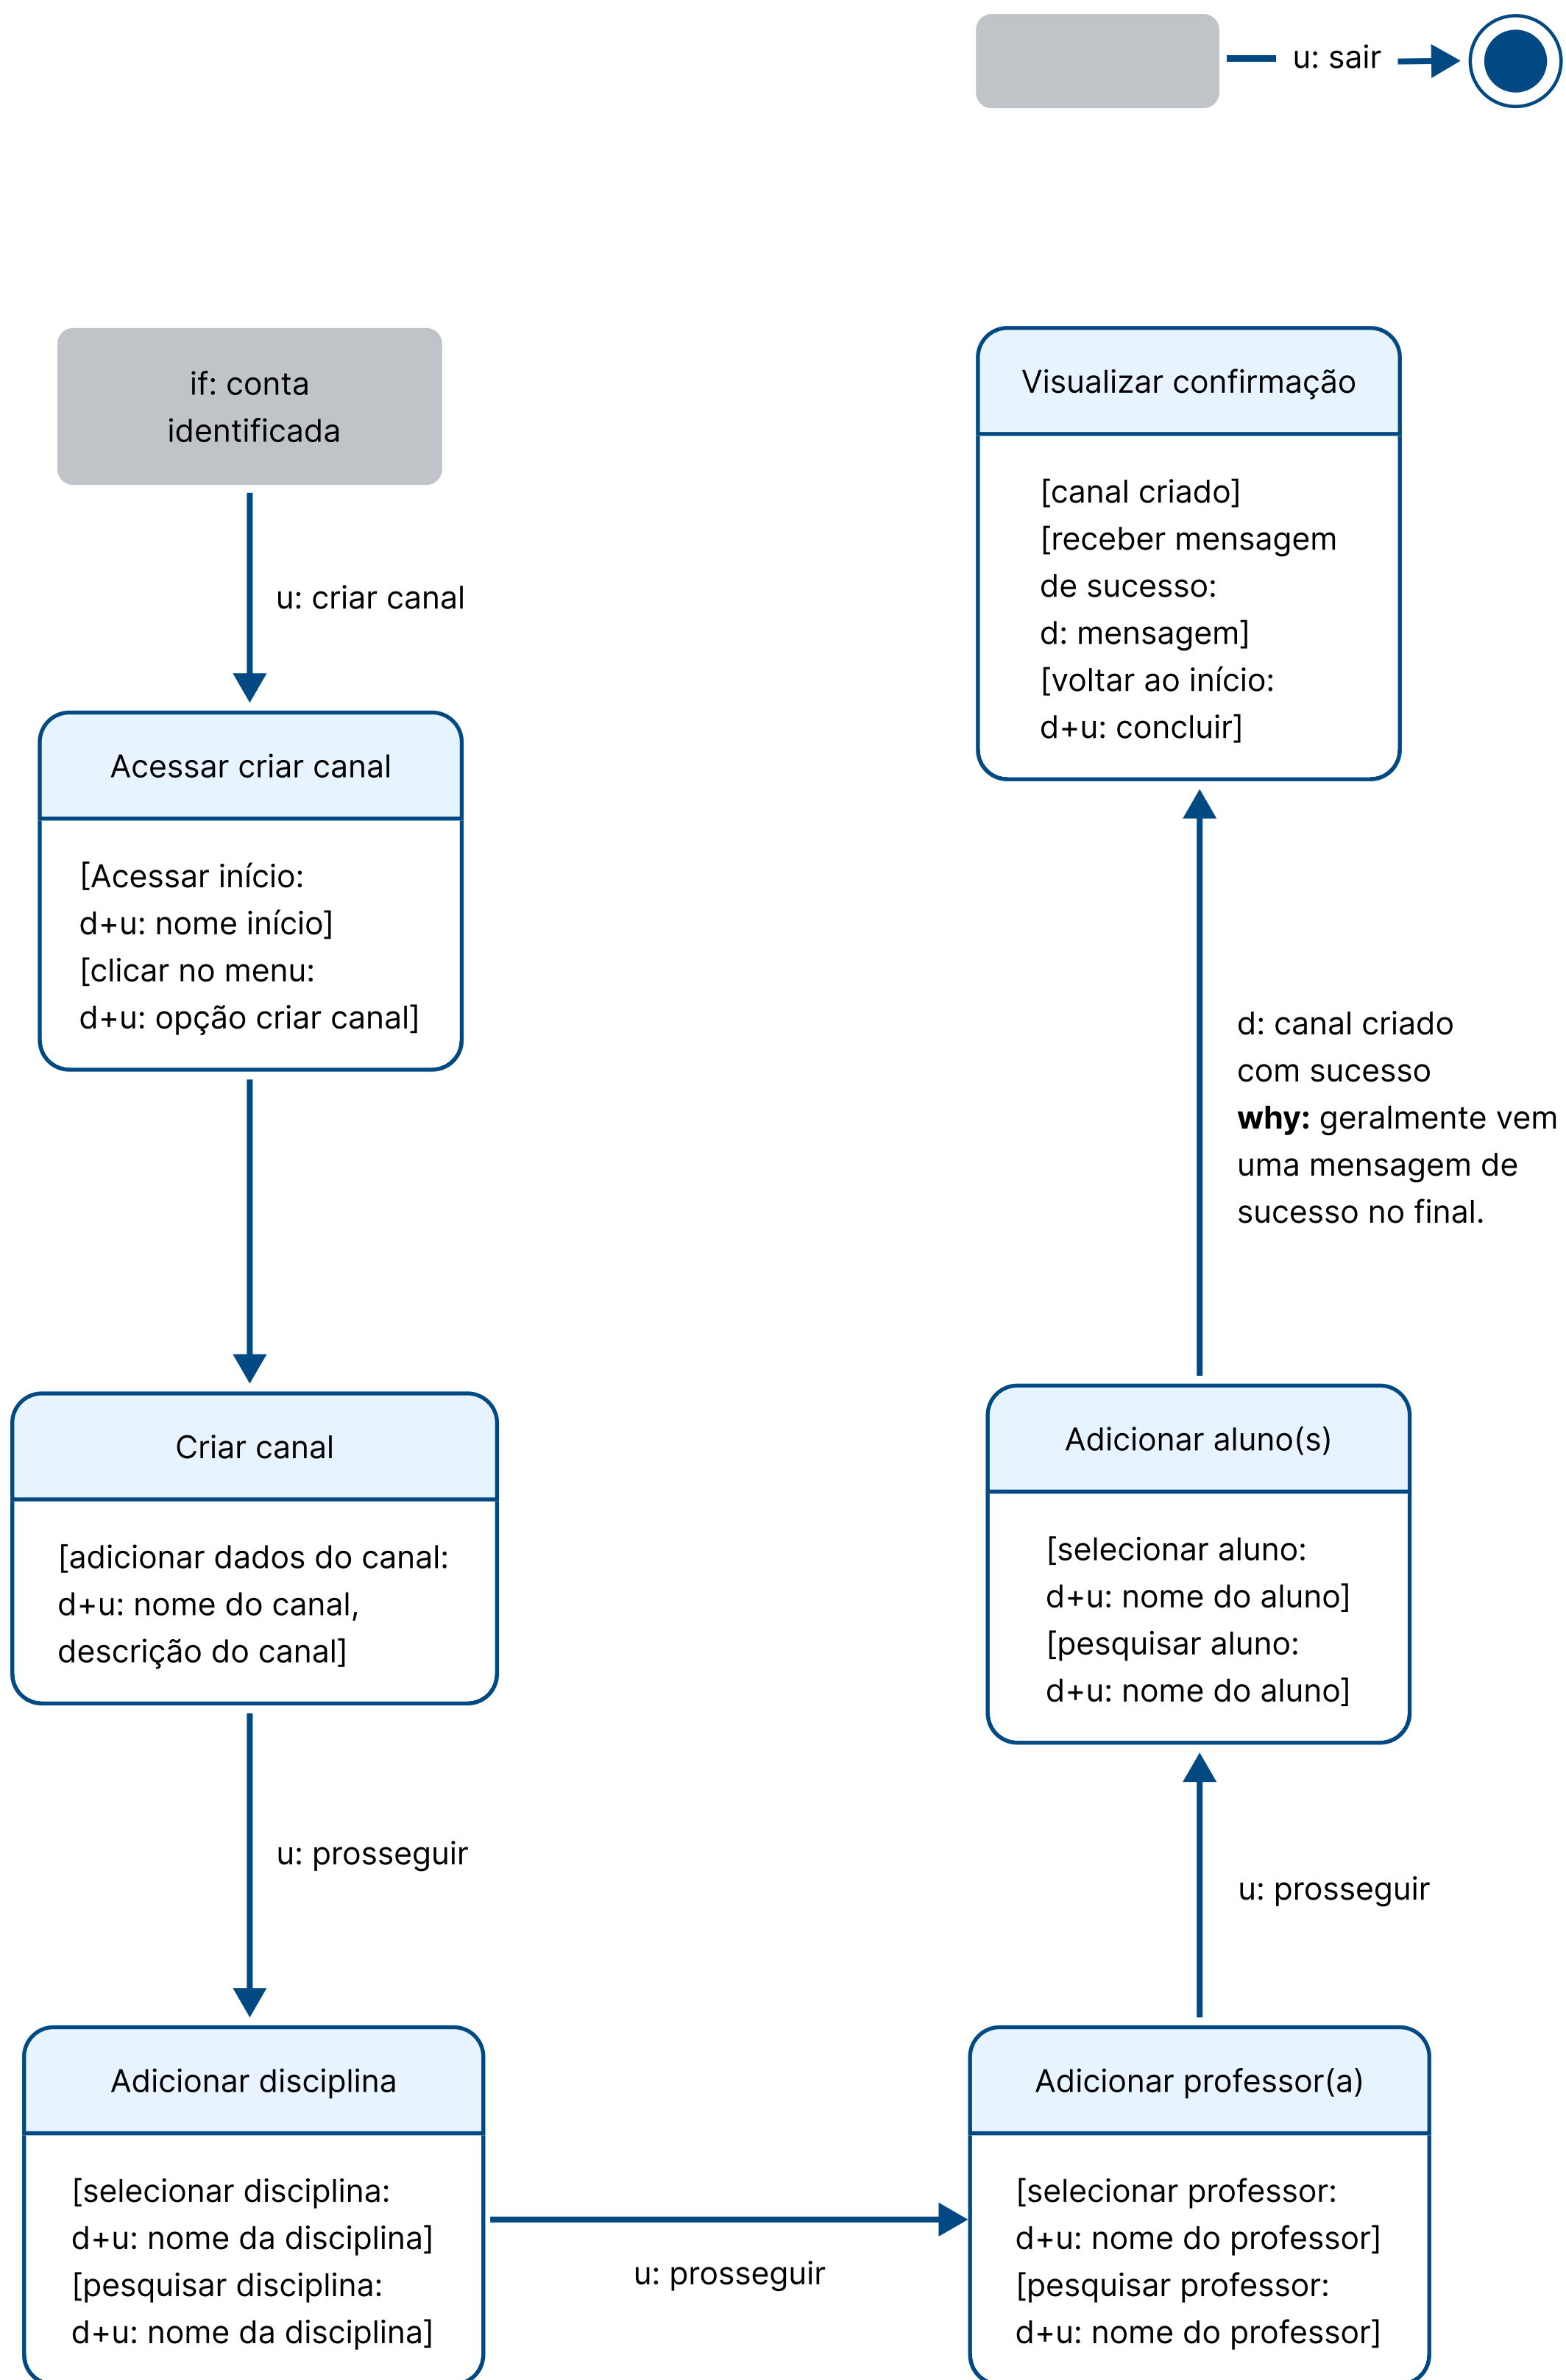 u: sair
if: conta
identificada
u: criar canal
Acessar criar canal
[Acessar início:
d+u: nome início]
[clicar no menu:
d+u: opção criar canal]
Criar canal
[adicionar dados do canal:
d+u: nome do canal,
descrição do canal]
u: prosseguir
Adicionar disciplina
[selecionar disciplina:
d+u: nome da disciplina]
[pesquisar disciplina:
d+u: nome da disciplina]
u: prosseguir
Adicionar professor(a)
[selecionar professor:
d+u: nome do professor]
[pesquisar professor:
d+u: nome do professor]
u: prosseguir
Adicionar aluno(s)
[selecionar aluno:
d+u: nome do aluno]
[pesquisar aluno:
d+u: nome do aluno]
d: canal criado
com sucesso
why: geralmente vem
uma mensagem de
sucesso no final.
Visualizar confirmação
[canal criado]
[receber mensagem
de sucesso:
d: mensagem]
[voltar ao início:
d+u: concluir]